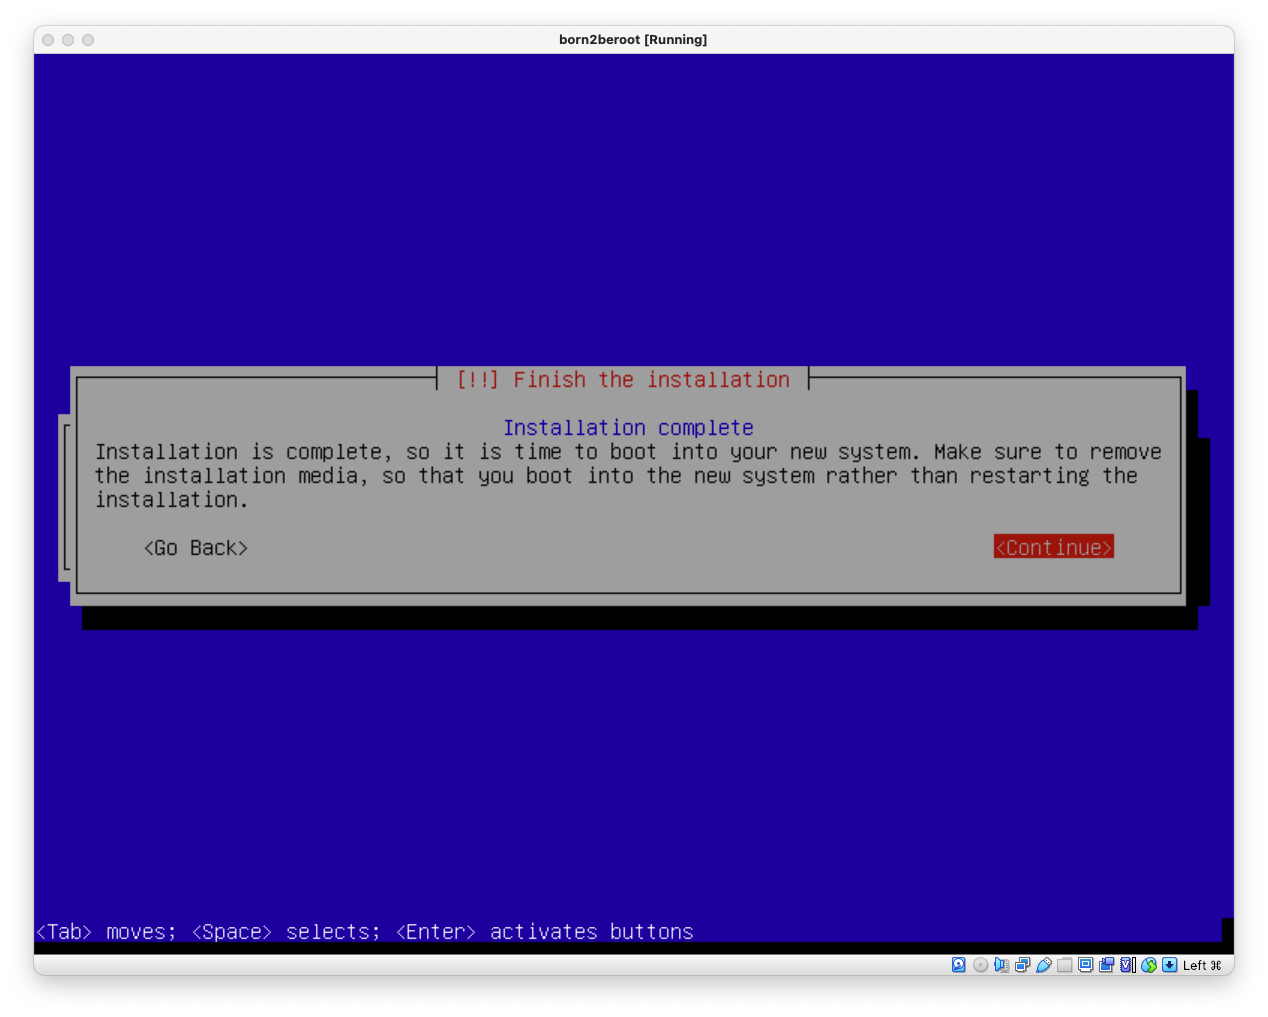 born2beroot [Running]
[!!] Finish the installation
Installation complete
Installation is complete, so it is time to boot into your new system. Make sure to remove
the installation media, so that you boot into the new system rather than restarting the
installation.
<Go Back> <Continue>
<Tab> moves; <Space> selects; <Enter> activates buttons
Left ⌘